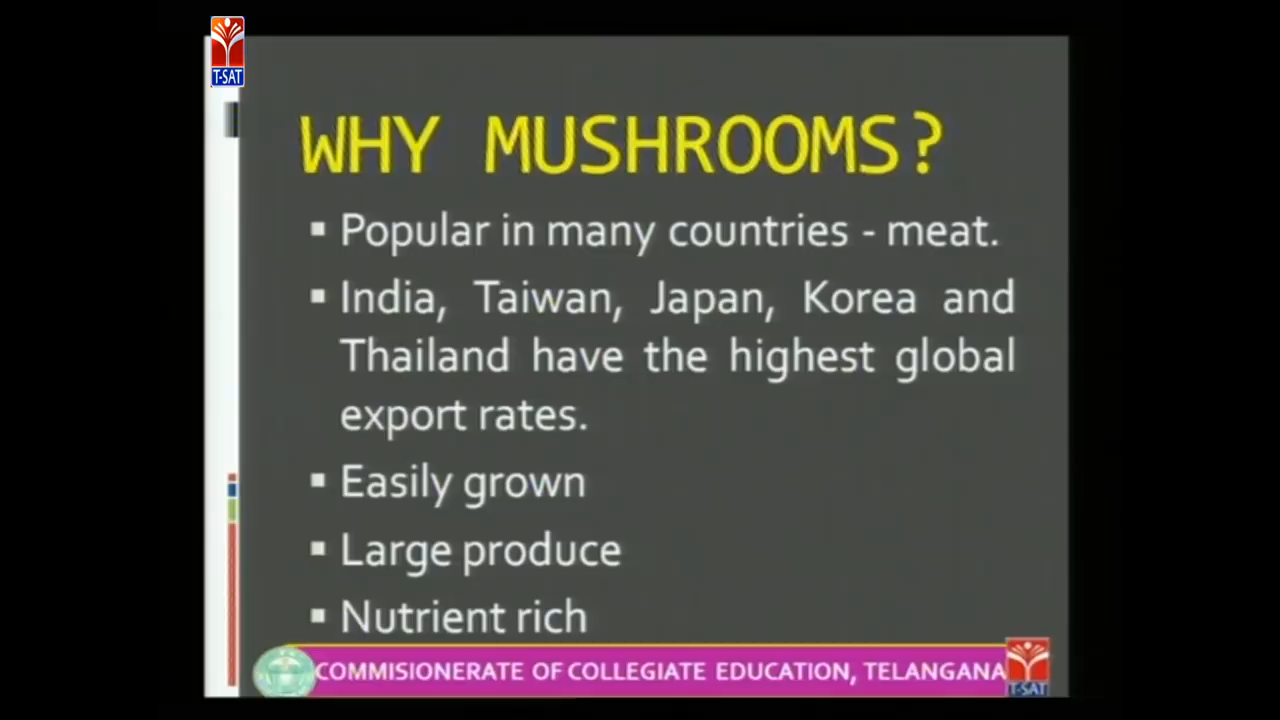 T-SAT
WHY MUSHROOMS?
▪ Popular in many countries - meat.
▪ India, Taiwan, Japan, Korea and
Thailand have the highest global
export rates.
▪ Easily grown
▪ Large produce
▪ Nutrient rich
COMMISIONERATE OF COLLEGIATE EDUCATION, TELANGANA
T-SAT